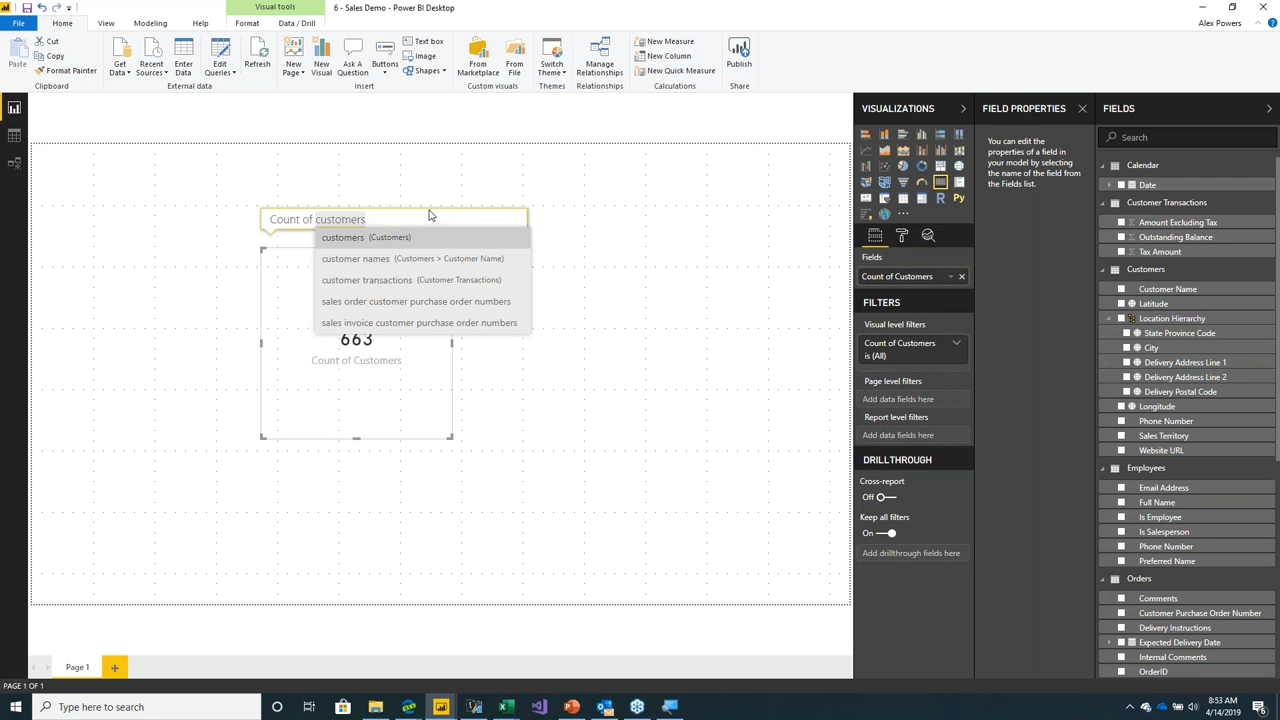 Visual tools
6 - Sales Demo - Power BI Desktop
File
Home
View
Modeling
Help
Format
Data / Drill
Alex Powers
Paste
Cut
Copy
Format Painter
Clipboard
Get Data
Recent Sources
Enter Data
Edit Queries
Refresh
External data
New Page
New Visual
Ask A Question
Buttons
Text box
Image
Shapes
Insert
From Marketplace
From File
Custom visuals
Switch Theme
Themes
Manage Relationships
Relationships
New Measure
New Column
New Quick Measure
Calculations
Publish
Share
Count of customers
customers (Customers)
customer names (Customers > Customer Name)
customer transactions (Customer Transactions)
sales order customer purchase order numbers
sales invoice customer purchase order numbers
663
Count of Customers
VISUALIZATIONS
R
Py
Fields
Count of Customers
FILTERS
Visual level filters
Count of Customers
is (All)
Page level filters
Add data fields here
Report level filters
Add data fields here
DRILLTHROUGH
Cross-report
Off
Keep all filters
On
Add drillthrough fields here
FIELD PROPERTIES
You can edit the
properties of a field in
your model by selecting
the name of the field from
the Fields list.
FIELDS
Search
Calendar
Date
Customer Transactions
Amount Excluding Tax
Outstanding Balance
Tax Amount
Customers
Customer Name
Latitude
Location Hierarchy
State Province Code
City
Delivery Address Line 1
Delivery Address Line 2
Delivery Postal Code
Longitude
Phone Number
Sales Territory
Website URL
Employees
Email Address
Full Name
Is Employee
Is Salesperson
Phone Number
Preferred Name
Orders
Comments
Customer Purchase Order Number
Delivery Instructions
Expected Delivery Date
Internal Comments
OrderID
Page 1
PAGE 1 OF 1
Type here to search
8:53 AM
4/14/2019